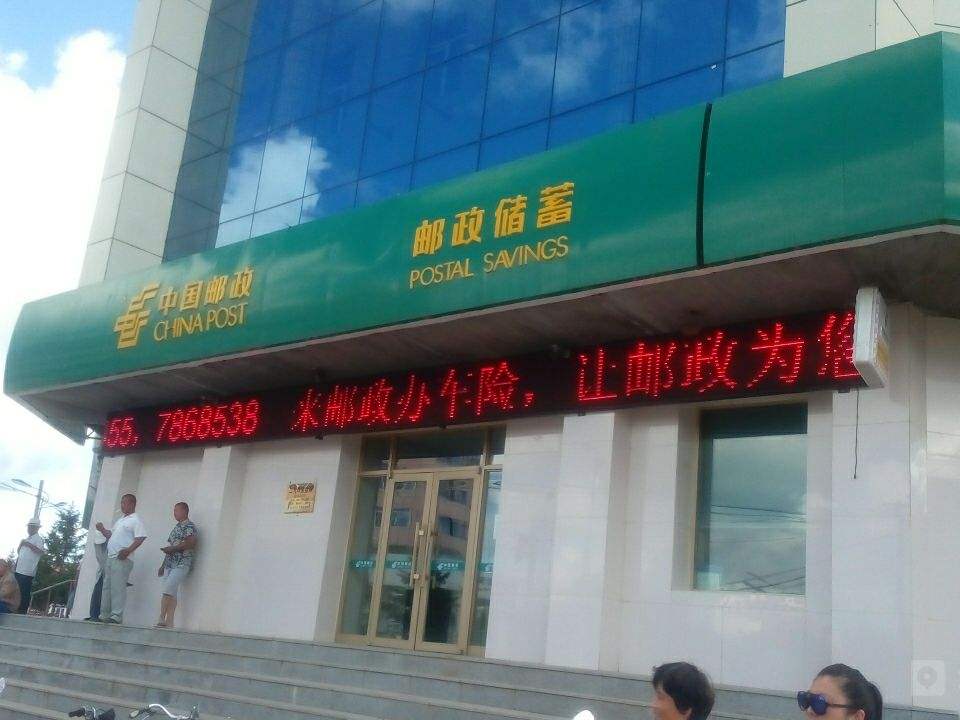 邮政储蓄
POSTAL SAVINGS
中国邮政
CHINA POST
55，7868538 来邮政办车险，让邮政为您